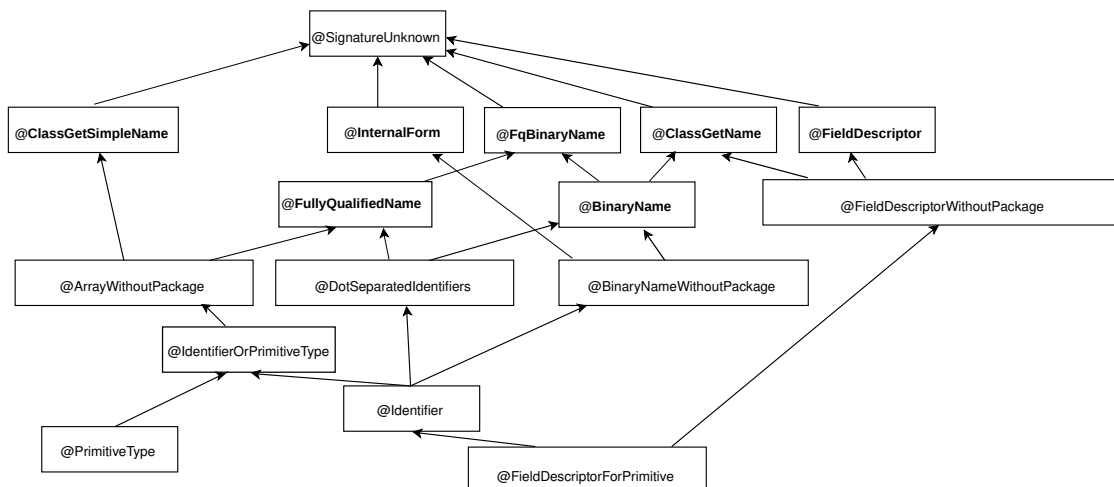 @SignatureUnknown
@ClassGetSimpleName
@InternalForm
@FqBinaryName
@ClassGetName
@FieldDescriptor
@FullyQualifiedName
@BinaryName
@FieldDescriptorWithoutPackage
@ArrayWithoutPackage
@DotSeparatedIdentifiers
@BinaryNameWithoutPackage
@IdentifierOrPrimitiveType
@Identifier
@PrimitiveType
@FieldDescriptorForPrimitive